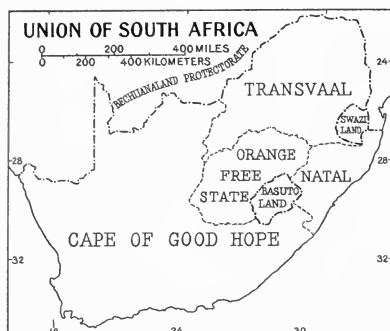 UNION OF SOUTH AFRICA
0 200 400 MILES
0 200 400 KILOMETERS
BECHUANALAND PROTECTORATE
24
24
TRANSVAAL
SWAZI
LAND
28
28
ORANGE
FREE
STATE
BASUTO
LAND
NATAL
CAPE OF GOOD HOPE
32
32